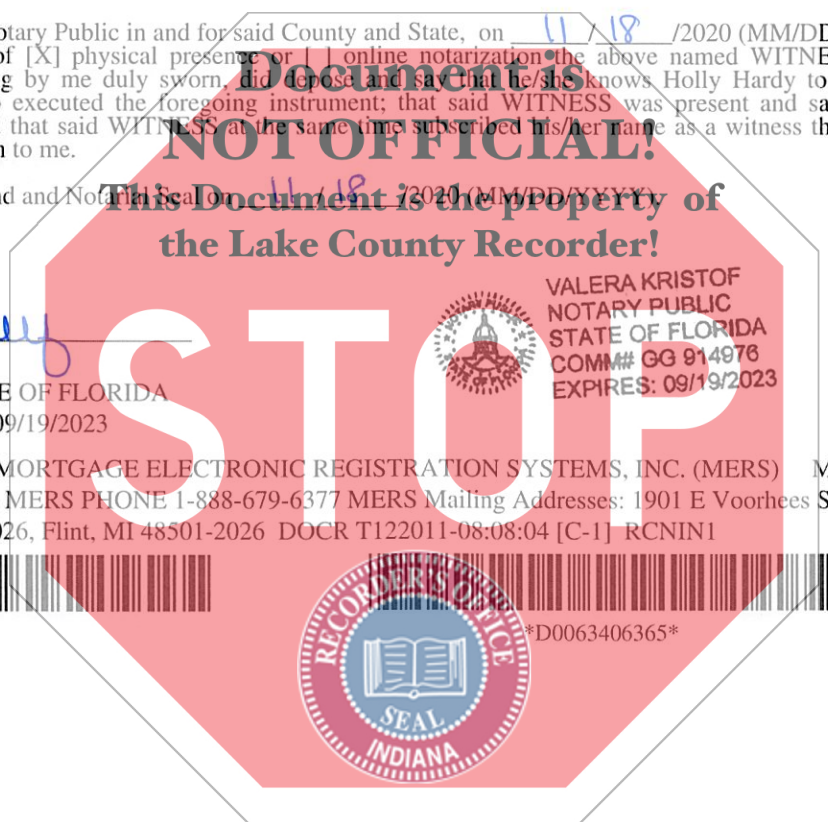 otary Public in and for said County and State, on 11 / 18 /2020 (MM/DD
of [X] physical presence or [ ] online notarization the above named WITNE
g by me duly sworn, did depose and say that he/she knows Holly Hardy to
executed the foregoing instrument; that said WITNESS was present and sa
that said WITNESS at the same time subscribed his/her name as a witness th
n to me.
Document is
NOT OFFICIAL!
nd and Notarial Seal on 11 / 18 /2020 (MM/DD/YYYY).
This Document is the property of
the Lake County Recorder!
STOP
VALERA KRISTOF
NOTARY PUBLIC
STATE OF FLORIDA
COMM# GG 914976
EXPIRES: 09/19/2023
NOTARY PUBLIC
STATE OF FLORIDA
E OF FLORIDA
09/19/2023
MORTGAGE ELECTRONIC REGISTRATION SYSTEMS, INC. (MERS) M
MERS PHONE 1-888-679-6377 MERS Mailing Addresses: 1901 E Voorhees S
26, Flint, MI 48501-2026 DOCR T122011-08:08:04 [C-1] RCNIN1
*D0063406365*
RECORDER'S OFFICE
SEAL
INDIANA